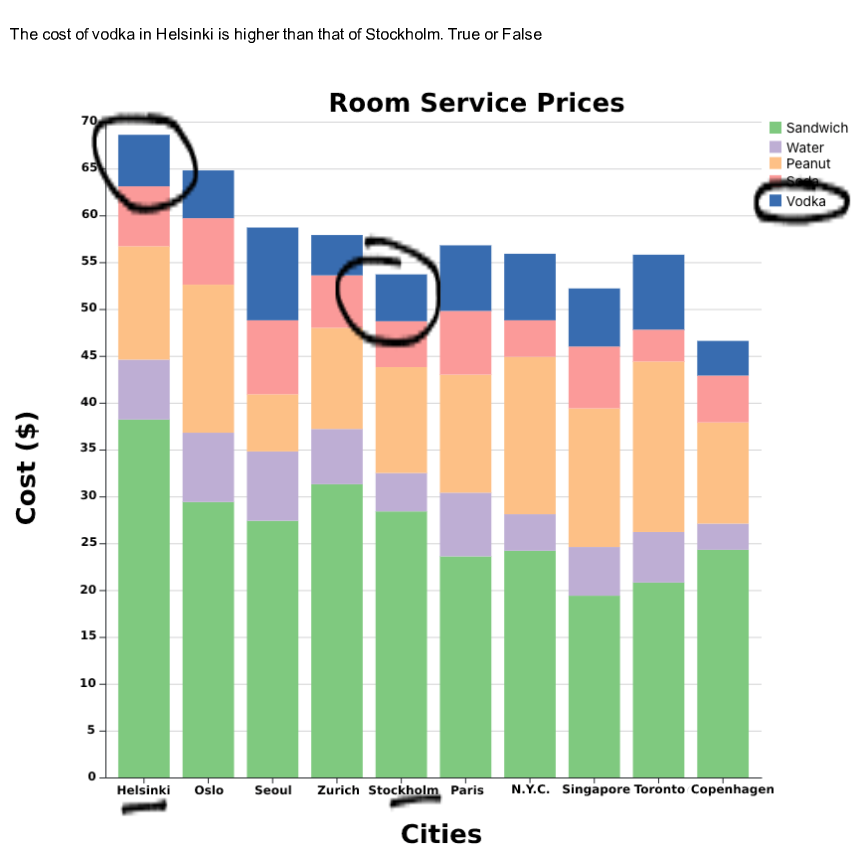 The cost of vodka in Helsinki is higher than that of Stockholm. True or False
Room Service Prices
Sandwich
Water
Peanut
Soda
Vodka
70
65
60
55
50
45
40
35
30
25
20
15
10
5
0
Cost ($)
Helsinki Oslo Seoul Zurich Stockholm Paris N.Y.C. Singapore Toronto Copenhagen
Cities